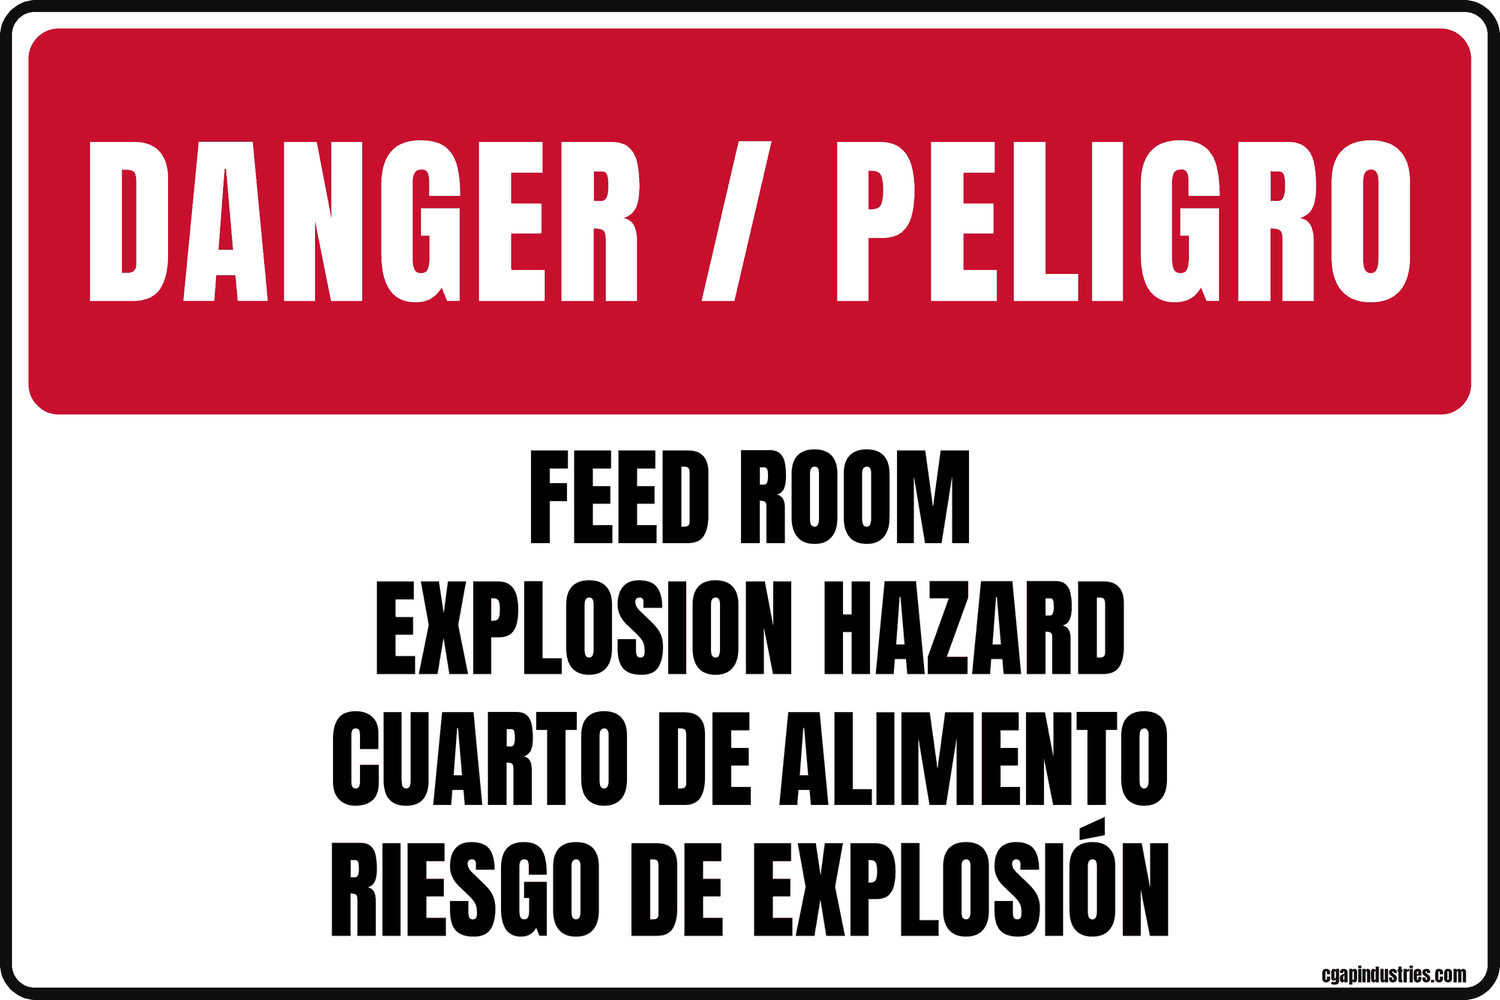 DANGER / PELIGRO
FEED ROOM
EXPLOSION HAZARD
CUARTO DE ALIMENTO
RIESGO DE EXPLOSIÓN
cgapindustries.com